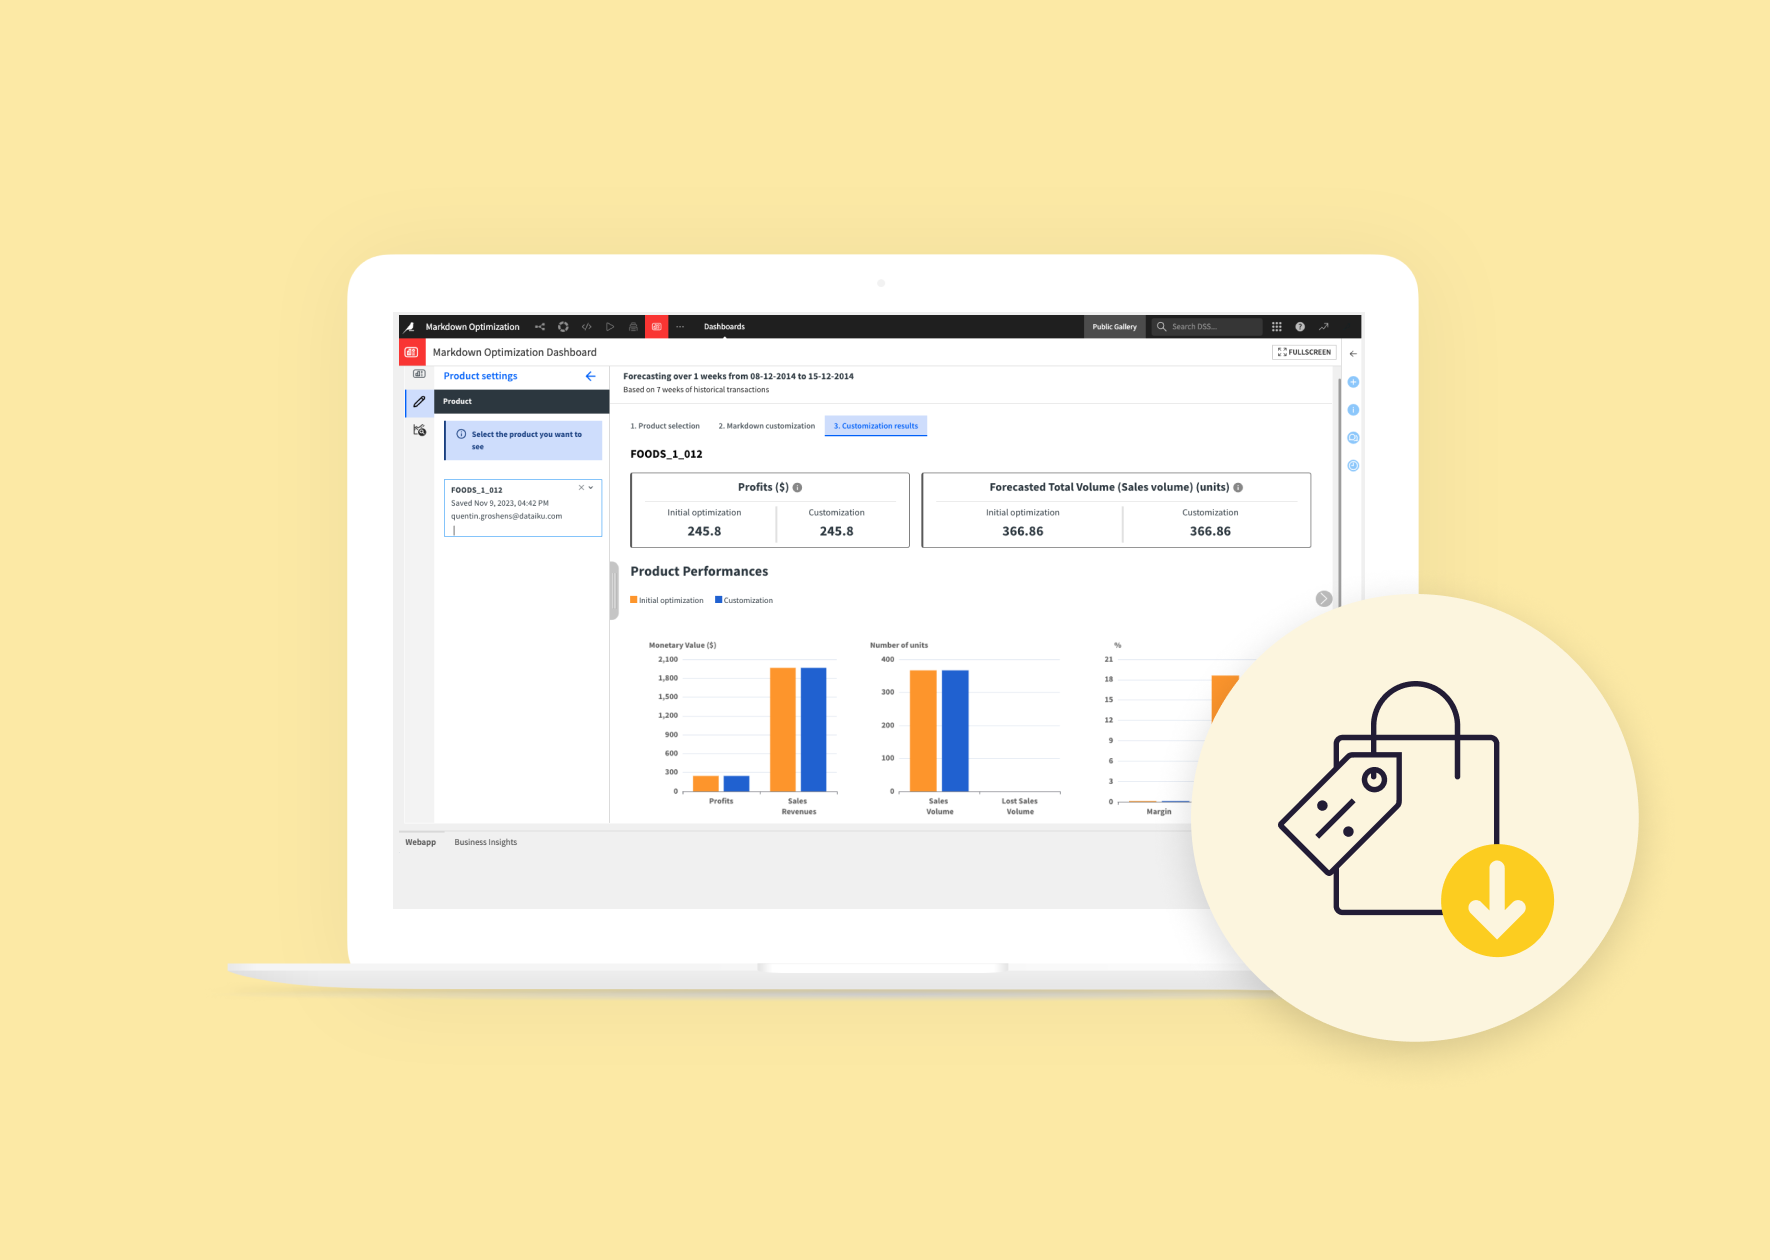 Markdown Optimization
Dashboards
Public Gallery
Search DSS...
Markdown Optimization Dashboard
FULLSCREEN
Product settings
Product
Select the product you want to
see
FOODS_1_012
Saved Nov 9, 2023, 04:42 PM
quentin.groshens@dataiku.com
Forecasting over 1 weeks from 08-12-2014 to 15-12-2014
Based on 7 weeks of historical transactions
1. Product selection
2. Markdown customization
3. Customization results
FOODS_1_012
Profits ($)
Initial optimization
Customization
245.8
245.8
Forecasted Total Volume (Sales volume) (units)
Initial optimization
Customization
366.86
366.86
Product Performances
Initial optimization
Customization
Monetary Value ($)
2,100
1,800
1,500
1,200
900
600
300
0
Profits
Sales
Revenues
Number of units
400
300
200
100
0
Sales
Volume
Lost Sales
Volume
%
21
18
15
12
9
6
3
0
Margin
Webapp
Business Insights